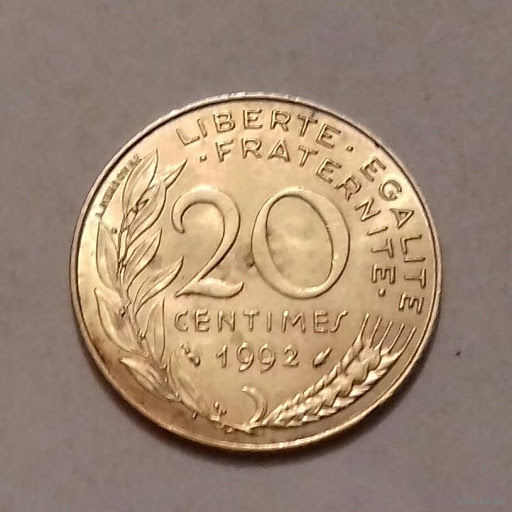 LIBERTE · EGALITE
· FRATERNITE ·
20
CENTIMES
1992